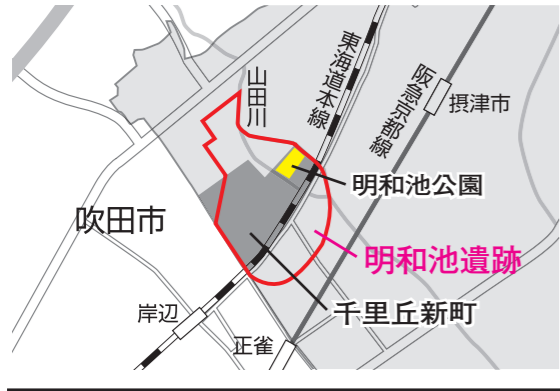 山田川
東海道本線
阪急京都線
摂津市
明和池公園
吹田市
明和池遺跡
千里丘新町
岸辺
正雀